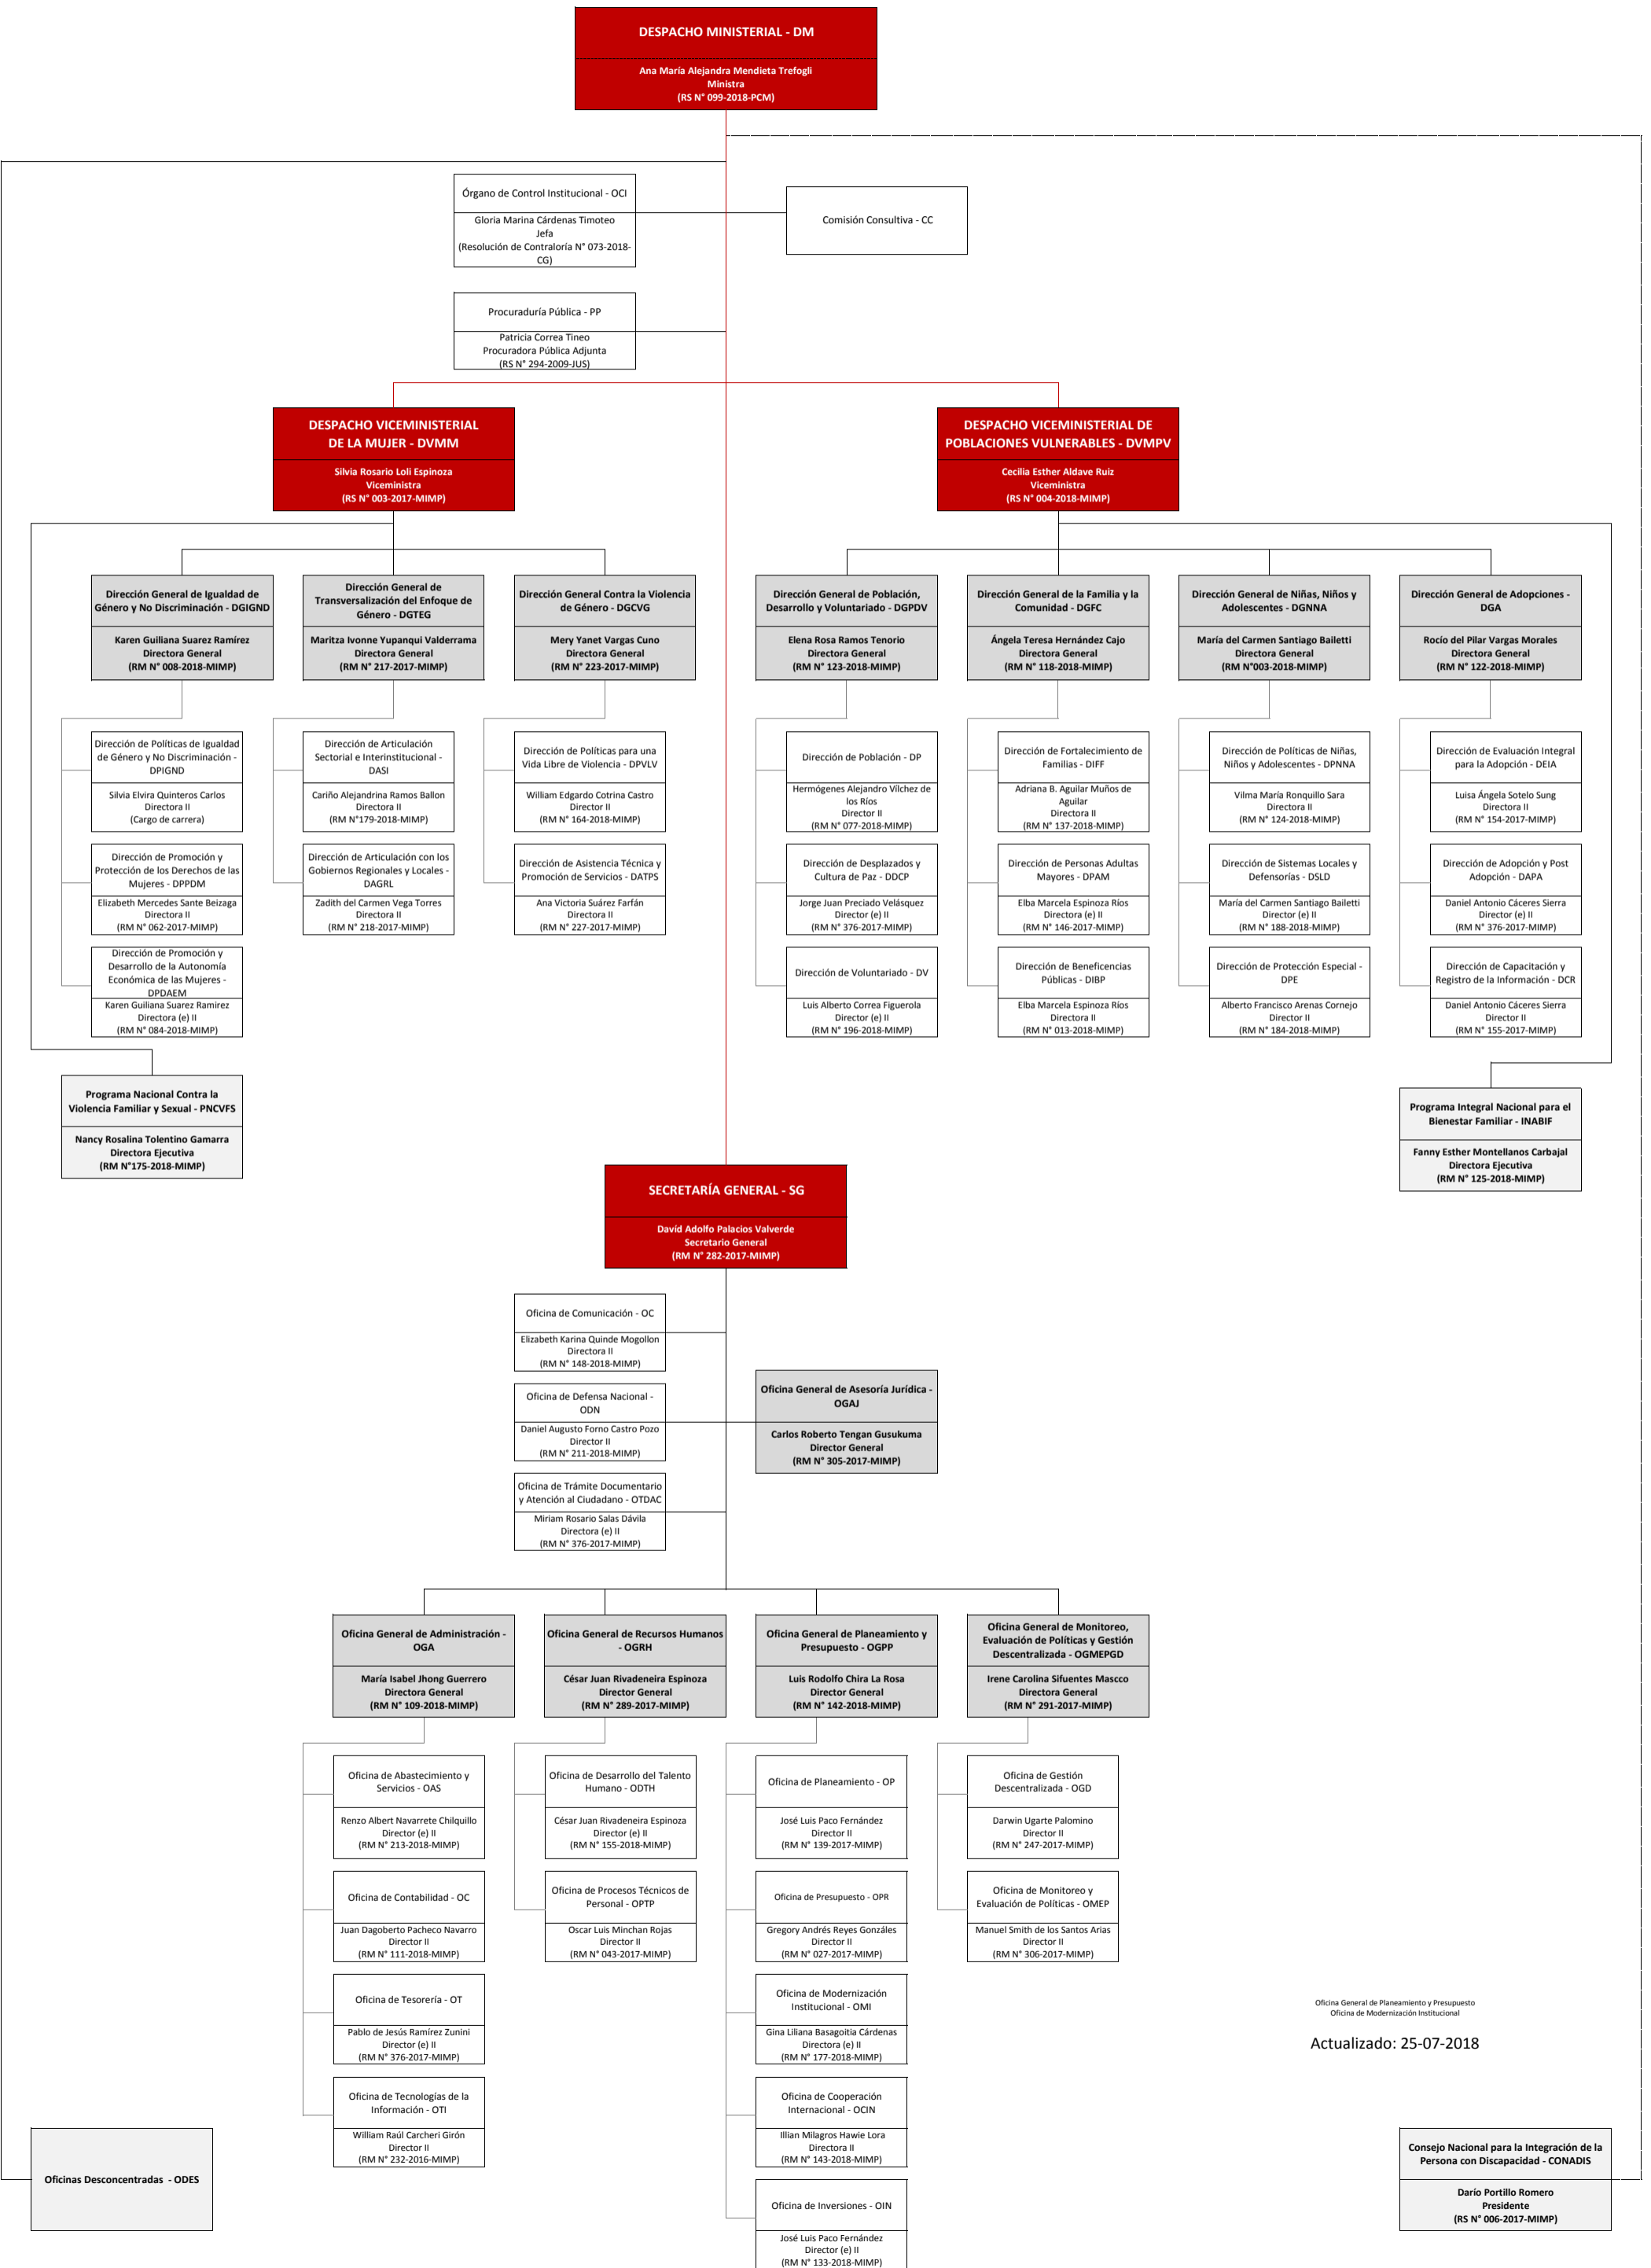 DESPACHO MINISTERIAL - DM
Ana María Alejandra Mendieta Trefogli
Ministra
(RS N° 099-2018-PCM)
Órgano de Control Institucional - OCI
Gloria Marina Cárdenas Timoteo
Jefa
(Resolución de Contraloría N° 073-2018-
CG)
Comisión Consultiva - CC
Procuraduría Pública - PP
Patricia Correa Tineo
Procuradora Pública Adjunta
(RS N° 294-2009-JUS)
DESPACHO VICEMINISTERIAL
DE LA MUJER - DVMM
Silvia Rosario Loli Espinoza
Viceministra
(RS N° 003-2017-MIMP)
DESPACHO VICEMINISTERIAL DE
POBLACIONES VULNERABLES - DVMPV
Cecilia Esther Aldave Ruiz
Viceministra
(RS N° 004-2018-MIMP)
Dirección General de Igualdad de
Género y No Discriminación - DGIGND
Karen Guiliana Suarez Ramírez
Directora General
(RM N° 008-2018-MIMP)
Dirección General de
Transversalización del Enfoque de
Género - DGTEG
Maritza Ivonne Yupanqui Valderrama
Directora General
(RM N° 217-2017-MIMP)
Dirección General Contra la Violencia
de Género - DGCVG
Mery Yanet Vargas Cuno
Directora General
(RM N° 223-2017-MIMP)
Dirección General de Población,
Desarrollo y Voluntariado - DGPDV
Elena Rosa Ramos Tenorio
Directora General
(RM N° 123-2018-MIMP)
Dirección General de la Familia y la
Comunidad - DGFC
Ángela Teresa Hernández Cajo
Directora General
(RM N° 118-2018-MIMP)
Dirección General de Niñas, Niños y
Adolescentes - DGNNA
María del Carmen Santiago Bailetti
Directora General
(RM N°003-2018-MIMP)
Dirección General de Adopciones -
DGA
Rocío del Pilar Vargas Morales
Directora General
(RM N° 122-2018-MIMP)
Dirección de Políticas de Igualdad
de Género y No Discriminación -
DPIGND
Silvia Elvira Quinteros Carlos
Directora II
(Cargo de carrera)
Dirección de Articulación
Sectorial e Interinstitucional -
DASI
Cariño Alejandrina Ramos Ballon
Directora II
(RM N°179-2018-MIMP)
Dirección de Políticas para una
Vida Libre de Violencia - DPVLV
William Edgardo Cotrina Castro
Director II
(RM N° 164-2018-MIMP)
Dirección de Población - DP
Hermógenes Alejandro Vílchez de
los Ríos
Director II
(RM N° 077-2018-MIMP)
Dirección de Fortalecimiento de
Familias - DIFF
Adriana B. Aguilar Muños de
Aguilar
Directora II
(RM N° 137-2018-MIMP)
Dirección de Políticas de Niñas,
Niños y Adolescentes - DPNNA
Vilma María Ronquillo Sara
Directora II
(RM N° 124-2018-MIMP)
Dirección de Evaluación Integral
para la Adopción - DEIA
Luisa Ángela Sotelo Sung
Directora II
(RM N° 154-2017-MIMP)
Dirección de Promoción y
Protección de los Derechos de las
Mujeres - DPPDM
Elizabeth Mercedes Sante Beizaga
Directora II
(RM N° 062-2017-MIMP)
Dirección de Articulación con los
Gobiernos Regionales y Locales -
DAGRL
Zadith del Carmen Vega Torres
Directora II
(RM N° 218-2017-MIMP)
Dirección de Asistencia Técnica y
Promoción de Servicios - DATPS
Ana Victoria Suárez Farfán
Directora II
(RM N° 227-2017-MIMP)
Dirección de Desplazados y
Cultura de Paz - DDCP
Jorge Juan Preciado Velásquez
Director (e) II
(RM N° 376-2017-MIMP)
Dirección de Personas Adultas
Mayores - DPAM
Elba Marcela Espinoza Ríos
Directora (e) II
(RM N° 146-2017-MIMP)
Dirección de Sistemas Locales y
Defensorías - DSLD
María del Carmen Santiago Bailetti
Director (e) II
(RM N° 188-2018-MIMP)
Dirección de Adopción y Post
Adopción - DAPA
Daniel Antonio Cáceres Sierra
Director (e) II
(RM N° 376-2017-MIMP)
Dirección de Promoción y
Desarrollo de la Autonomía
Económica de las Mujeres -
DPDAEM
Karen Guiliana Suarez Ramirez
Directora (e) II
(RM N° 084-2018-MIMP)
Dirección de Voluntariado - DV
Luis Alberto Correa Figuerola
Director (e) II
(RM N° 196-2018-MIMP)
Dirección de Beneficencias
Públicas - DIBP
Elba Marcela Espinoza Ríos
Directora II
(RM N° 013-2018-MIMP)
Dirección de Protección Especial -
DPE
Alberto Francisco Arenas Cornejo
Director II
(RM N° 184-2018-MIMP)
Dirección de Capacitación y
Registro de la Información - DCR
Daniel Antonio Cáceres Sierra
Director II
(RM N° 155-2017-MIMP)
Programa Nacional Contra la
Violencia Familiar y Sexual - PNCVFS
Nancy Rosalina Tolentino Gamarra
Directora Ejecutiva
(RM N°175-2018-MIMP)
Programa Integral Nacional para el
Bienestar Familiar - INABIF
Fanny Esther Montellanos Carbajal
Directora Ejecutiva
(RM N° 125-2018-MIMP)
SECRETARÍA GENERAL - SG
Davíd Adolfo Palacios Valverde
Secretario General
(RM N° 282-2017-MIMP)
Oficina de Comunicación - OC
Elizabeth Karina Quinde Mogollon
Directora II
(RM N° 148-2018-MIMP)
Oficina de Defensa Nacional -
ODN
Daniel Augusto Forno Castro Pozo
Director II
(RM N° 211-2018-MIMP)
Oficina General de Asesoría Jurídica -
OGAJ
Carlos Roberto Tengan Gusukuma
Director General
(RM N° 305-2017-MIMP)
Oficina de Trámite Documentario
y Atención al Ciudadano - OTDAC
Miriam Rosario Salas Dávila
Directora (e) II
(RM N° 376-2017-MIMP)
Oficina General de Administración -
OGA
María Isabel Jhong Guerrero
Directora General
(RM N° 109-2018-MIMP)
Oficina General de Recursos Humanos
- OGRH
César Juan Rivadeneira Espinoza
Director General
(RM N° 289-2017-MIMP)
Oficina General de Planeamiento y
Presupuesto - OGPP
Luis Rodolfo Chira La Rosa
Director General
(RM N° 142-2018-MIMP)
Oficina General de Monitoreo,
Evaluación de Políticas y Gestión
Descentralizada - OGMEPGD
Irene Carolina Sifuentes Mascco
Directora General
(RM N° 291-2017-MIMP)
Oficina de Abastecimiento y
Servicios - OAS
Renzo Albert Navarrete Chilquillo
Director (e) II
(RM N° 213-2018-MIMP)
Oficina de Desarrollo del Talento
Humano - ODTH
César Juan Rivadeneira Espinoza
Director (e) II
(RM N° 155-2018-MIMP)
Oficina de Planeamiento - OP
José Luis Paco Fernández
Director II
(RM N° 139-2017-MIMP)
Oficina de Gestión
Descentralizada - OGD
Darwin Ugarte Palomino
Director II
(RM N° 247-2017-MIMP)
Oficina de Contabilidad - OC
Juan Dagoberto Pacheco Navarro
Director II
(RM N° 111-2018-MIMP)
Oficina de Procesos Técnicos de
Personal - OPTP
Oscar Luis Minchan Rojas
Director II
(RM N° 043-2017-MIMP)
Oficina de Presupuesto - OPR
Gregory Andrés Reyes Gonzáles
Director II
(RM N° 027-2017-MIMP)
Oficina de Monitoreo y
Evaluación de Políticas - OMEP
Manuel Smith de los Santos Arias
Director II
(RM N° 306-2017-MIMP)
Oficina de Tesorería - OT
Pablo de Jesús Ramírez Zunini
Director (e) II
(RM N° 376-2017-MIMP)
Oficina de Modernización
Institucional - OMI
Gina Liliana Basagoitia Cárdenas
Directora (e) II
(RM N° 177-2018-MIMP)
Oficina General de Planeamiento y Presupuesto
Oficina de Modernización Institucional
Actualizado: 25-07-2018
Oficina de Tecnologías de la
Información - OTI
William Raúl Carcheri Girón
Director II
(RM N° 232-2016-MIMP)
Oficina de Cooperación
Internacional - OCIN
Illian Milagros Hawie Lora
Directora II
(RM N° 143-2018-MIMP)
Oficinas Desconcentradas - ODES
Consejo Nacional para la Integración de la
Persona con Discapacidad - CONADIS
Darío Portillo Romero
Presidente
(RS N° 006-2017-MIMP)
Oficina de Inversiones - OIN
José Luis Paco Fernández
Director (e) II
(RM N° 133-2018-MIMP)